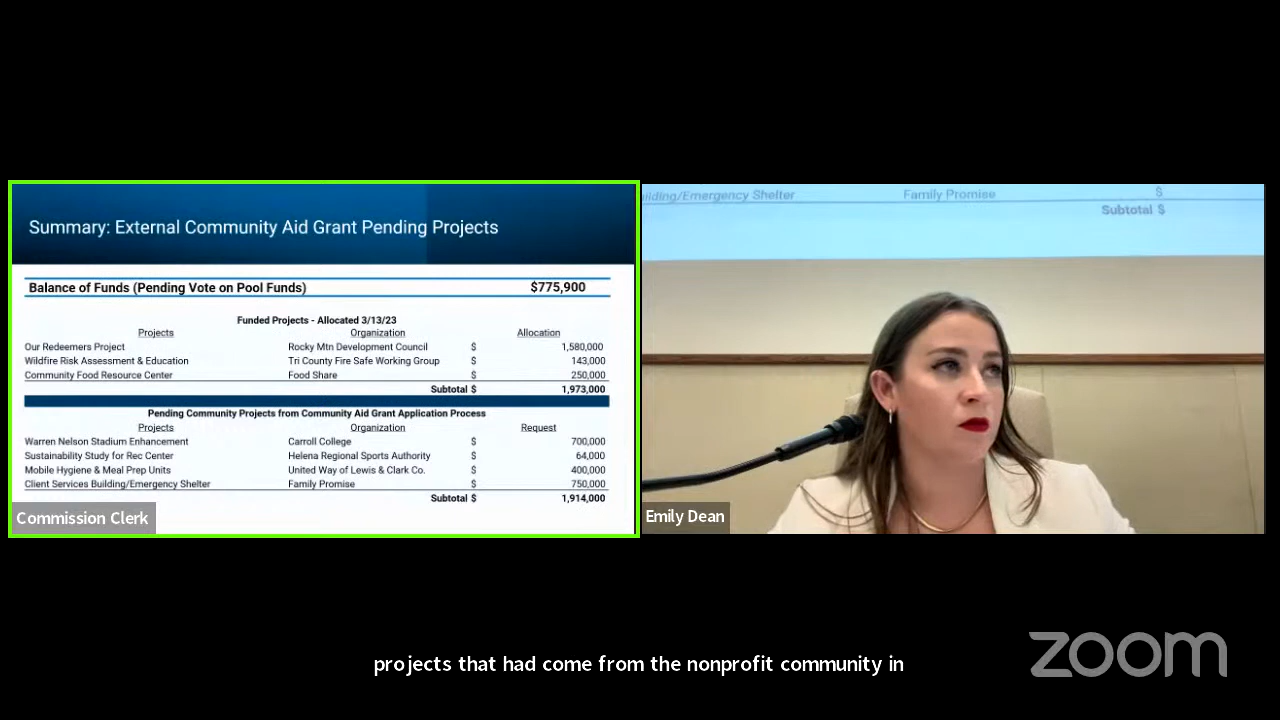 Summary: External Community Aid Grant Pending Projects
Balance of Funds (Pending Vote on Pool Funds) $775,900
Funded Projects - Allocated 3/13/23
Projects Organization Allocation
Our Redeemers Project Rocky Mtn Development Council $ 1,580,000
Wildfire Risk Assessment & Education Tri County Fire Safe Working Group $ 143,000
Community Food Resource Center Food Share $ 250,000
Subtotal $ 1,973,000
Pending Community Projects from Community Aid Grant Application Process
Projects Organization Request
Warren Nelson Stadium Enhancement Carroll College $ 700,000
Sustainability Study for Rec Center Helena Regional Sports Authority $ 64,000
Mobile Hygiene & Meal Prep Units United Way of Lewis & Clark Co. $ 400,000
Client Services Building/Emergency Shelter Family Promise $ 750,000
Subtotal $ 1,914,000
Commission Clerk
ilding/Emergency Shelter Family Promise $
Subtotal $
Emily Dean
projects that had come from the nonprofit community in
zoom